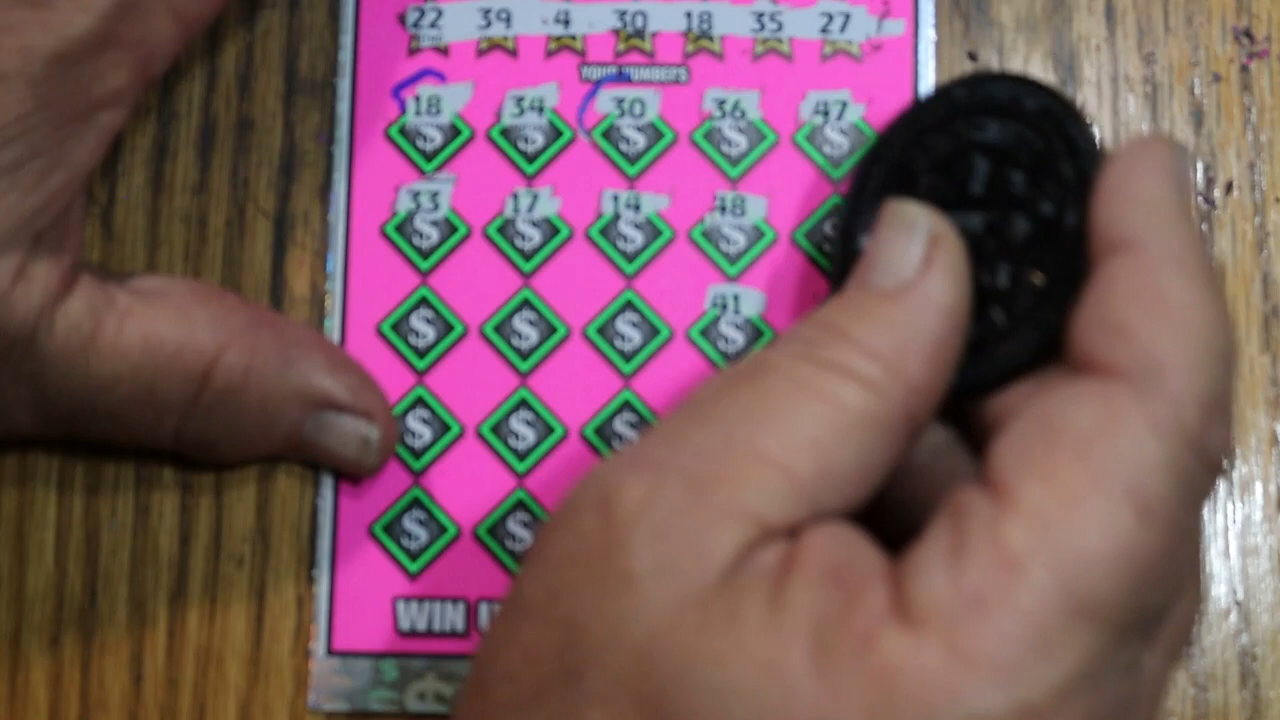 22 39 4 30 18 35 27
YOUR NUMBERS
18 34 30 36 47
$ $ $ $ $
33 17 14 48
$ $ $ $ $
41
$ $ $ $
$ $ $
$ $
WIN